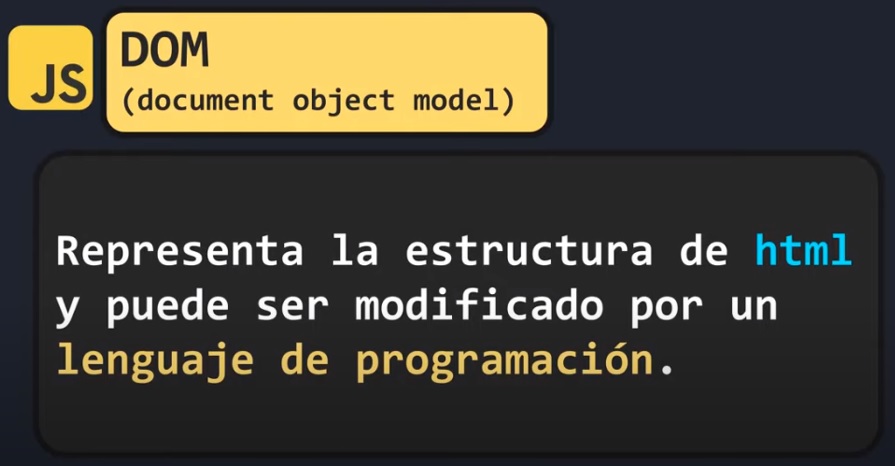 JS
DOM
(document object model)
Representa la estructura de html
y puede ser modificado por un
lenguaje de programación.